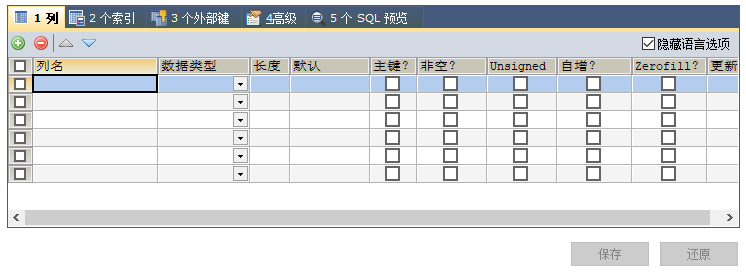 1 列 2 个索引 3 个外部键 4高级 5 个 SQL 预览
隐藏语言选项
列名 数据类型 长度 默认 主键? 非空? Unsigned 自增? Zerofill? 更新
保存 还原